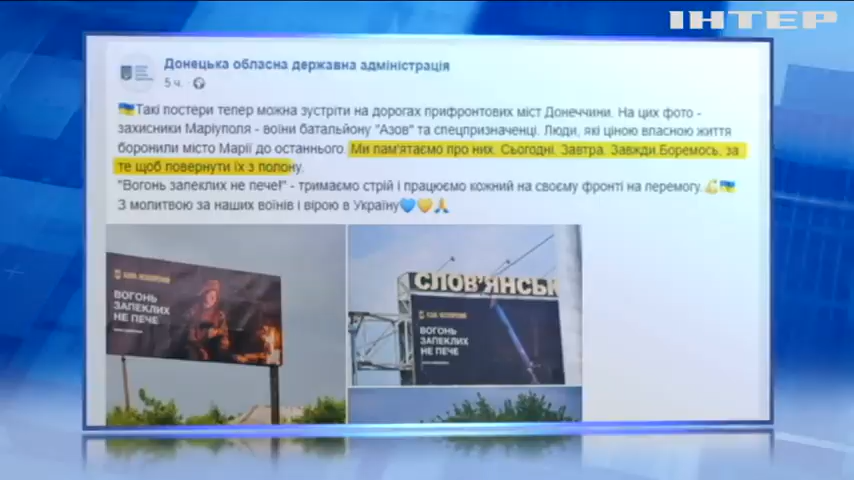 ІНТЕР
Донецька обласна державна адміністрація
5 ч. ·
🇺🇦Такі постери тепер можна зустріти на дорогах прифронтових міст Донеччини. На цих фото -
захисники Маріуполя - воїни батальйону "Азов" та спецпризначенці. Люди, які ціною власною життя
боронили місто Марії до останнього. Ми пам'ятаємо про них. Сьогодні. Завтра. Завжди.Боремось, за
те щоб повернути їх з полону.
"Вогонь запеклих не пече!" - тримаємо стрій і працюємо кожний на своєму фронті на перемогу.💪🇺🇦
З молитвою за наших воїнів і вірою в Україну💙💛🙏
ВОГОНЬ
ЗАПЕКЛИХ
НЕ ПЕЧЕ
СЛОВ'ЯНСЬК
ВОГОНЬ
ЗАПЕКЛИХ
НЕ ПЕЧЕ